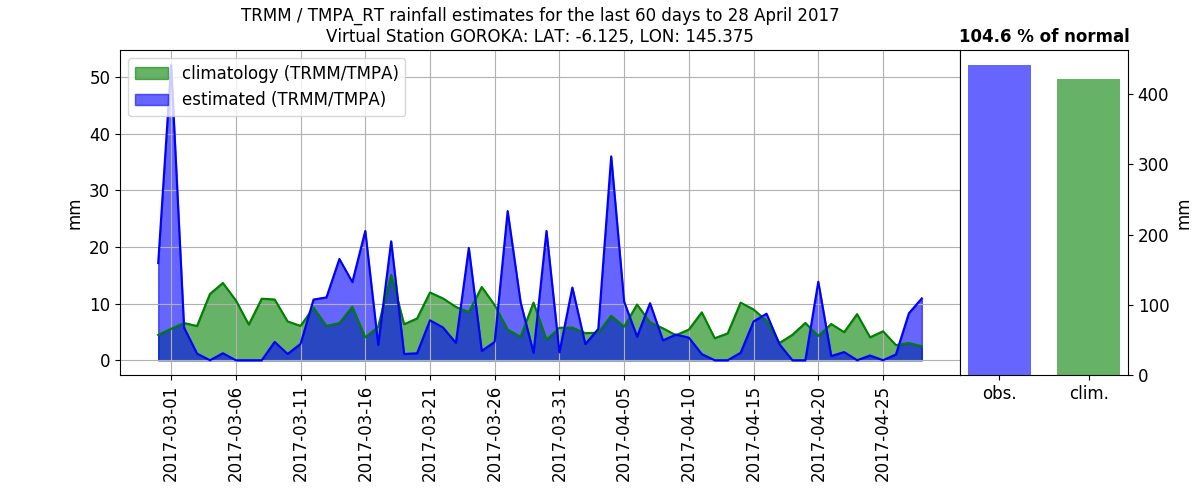 TRMM / TMPA_RT rainfall estimates for the last 60 days to 28 April 2017
Virtual Station GOROKA: LAT: -6.125, LON: 145.375
104.6 % of normal
climatology (TRMM/TMPA)
estimated (TRMM/TMPA)
50
40
30
20
10
0
mm
2017-03-01
2017-03-06
2017-03-11
2017-03-16
2017-03-21
2017-03-26
2017-03-31
2017-04-05
2017-04-10
2017-04-15
2017-04-20
2017-04-25
400
300
200
100
0
mm
obs.
clim.